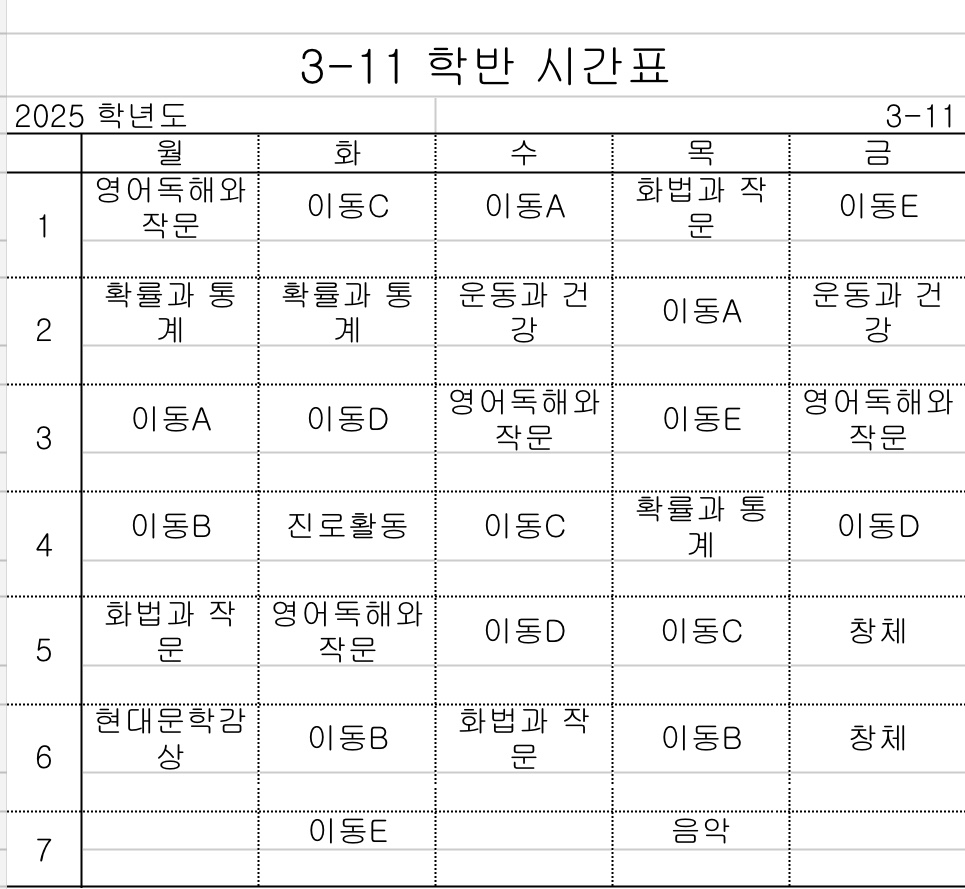 3-11 학반 시간표
2025 학년도 3-11
월 화 수 목 금
1 영어독해와 작문 이동C 이동A 화법과 작문 이동E
2 확률과 통계 확률과 통계 운동과 건강 이동A 운동과 건강
3 이동A 이동D 영어독해와 작문 이동E 영어독해와 작문
4 이동B 진로활동 이동C 확률과 통계 이동D
5 화법과 작문 영어독해와 작문 이동D 이동C 창체
6 현대문학감상 이동B 화법과 작문 이동B 창체
7 이동E 음악